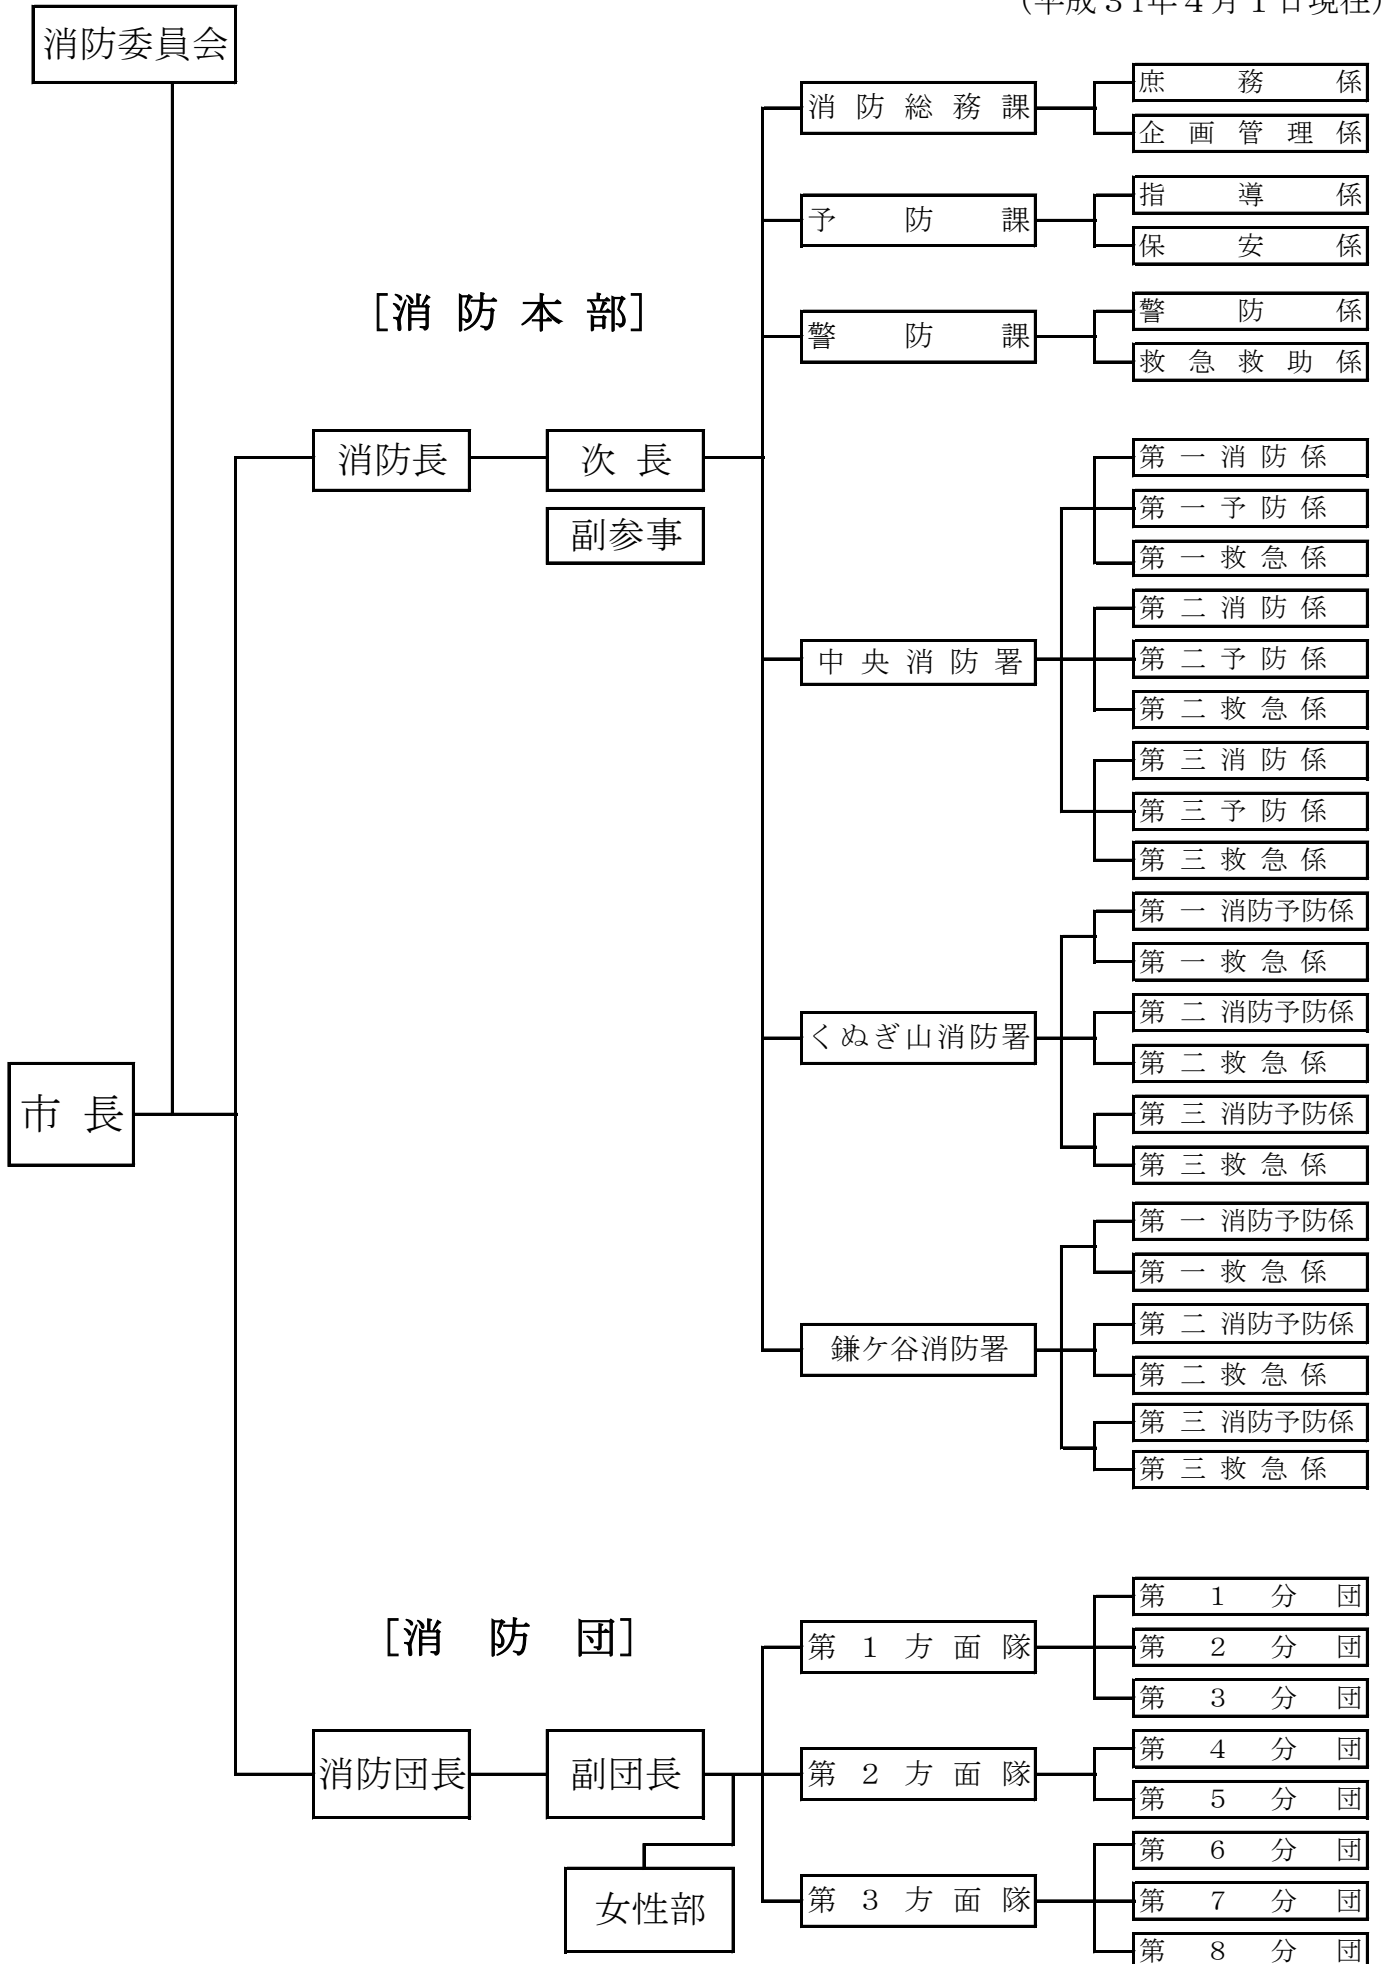 (平成31年4月1日現在)
消防委員会
市長
[消防本部]
消防長
次長
副参事
消防総務課
庶務係
企画管理係
予防課
指導係
保安係
警防課
警防係
救急救助係
中央消防署
第一消防係
第一予防係
第一救急係
第二消防係
第二予防係
第二救急係
第三消防係
第三予防係
第三救急係
くぬぎ山消防署
第一消防予防係
第一救急係
第二消防予防係
第二救急係
第三消防予防係
第三救急係
鎌ケ谷消防署
第一消防予防係
第一救急係
第二消防予防係
第二救急係
第三消防予防係
第三救急係
[消防団]
消防団長
副団長
女性部
第1方面隊
第1分団
第2分団
第3分団
第2方面隊
第4分団
第5分団
第3方面隊
第6分団
第7分団
第8分団